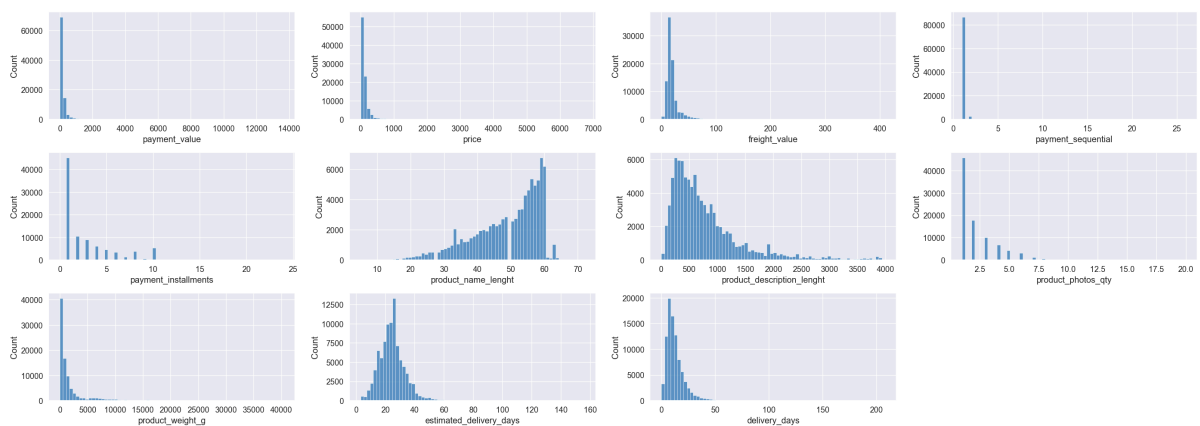 Count
60000
40000
20000
0
0 2000 4000 6000 8000 10000 12000 14000
payment_value
Count
50000
40000
30000
20000
10000
0
0 1000 2000 3000 4000 5000 6000 7000
price
Count
30000
20000
10000
0
0 100 200 300 400
freight_value
Count
80000
60000
40000
20000
0
0 5 10 15 20 25
payment_sequential
Count
40000
30000
20000
10000
0
0 5 10 15 20 25
payment_installments
Count
6000
4000
2000
0
10 20 30 40 50 60 70
product_name_lenght
Count
6000
4000
2000
0
0 500 1000 1500 2000 2500 3000 3500 4000
product_description_lenght
Count
40000
30000
20000
10000
0
2.5 5.0 7.5 10.0 12.5 15.0 17.5 20.0
product_photos_qty
Count
40000
30000
20000
10000
0
0 5000 10000 15000 20000 25000 30000 35000 40000
product_weight_g
Count
12500
10000
7500
5000
2500
0
0 20 40 60 80 100 120 140 160
estimated_delivery_days
Count
20000
15000
10000
5000
0
0 50 100 150 200
delivery_days